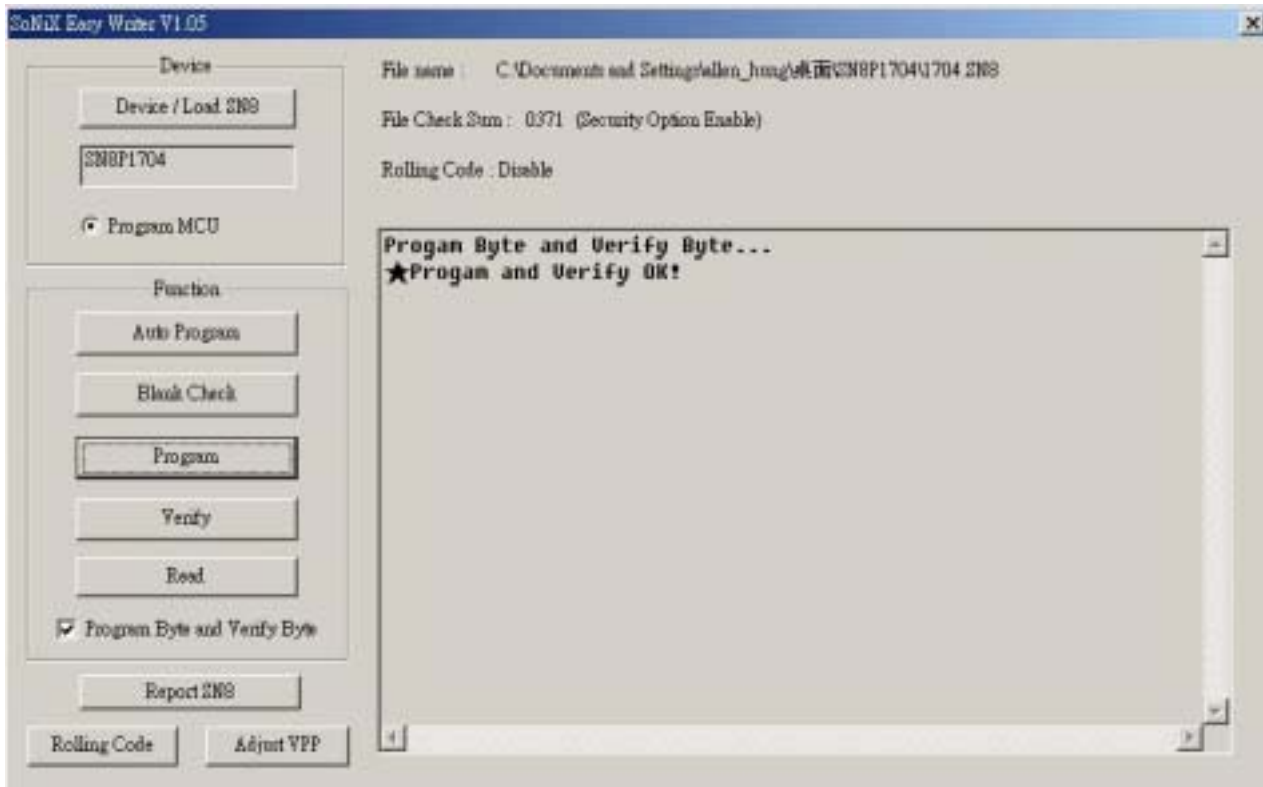 SoNiX Easy Writer V1.05
Device
Device / Load SN8
SN8P1704
Program MCU
Function
Auto Program
Blank Check
Program
Verify
Read
Program Byte and Verify Byte
Report SN8
Rolling Code
Adjust VPP
File name : C:\Documents and Settings\allen_hung\桌面\SN8P1704\1704.SN8
File Check Sum : 0371 (Security Option Enable)
Rolling Code : Disable
Progam Byte and Verify Byte...
★Progam and Verify OK!